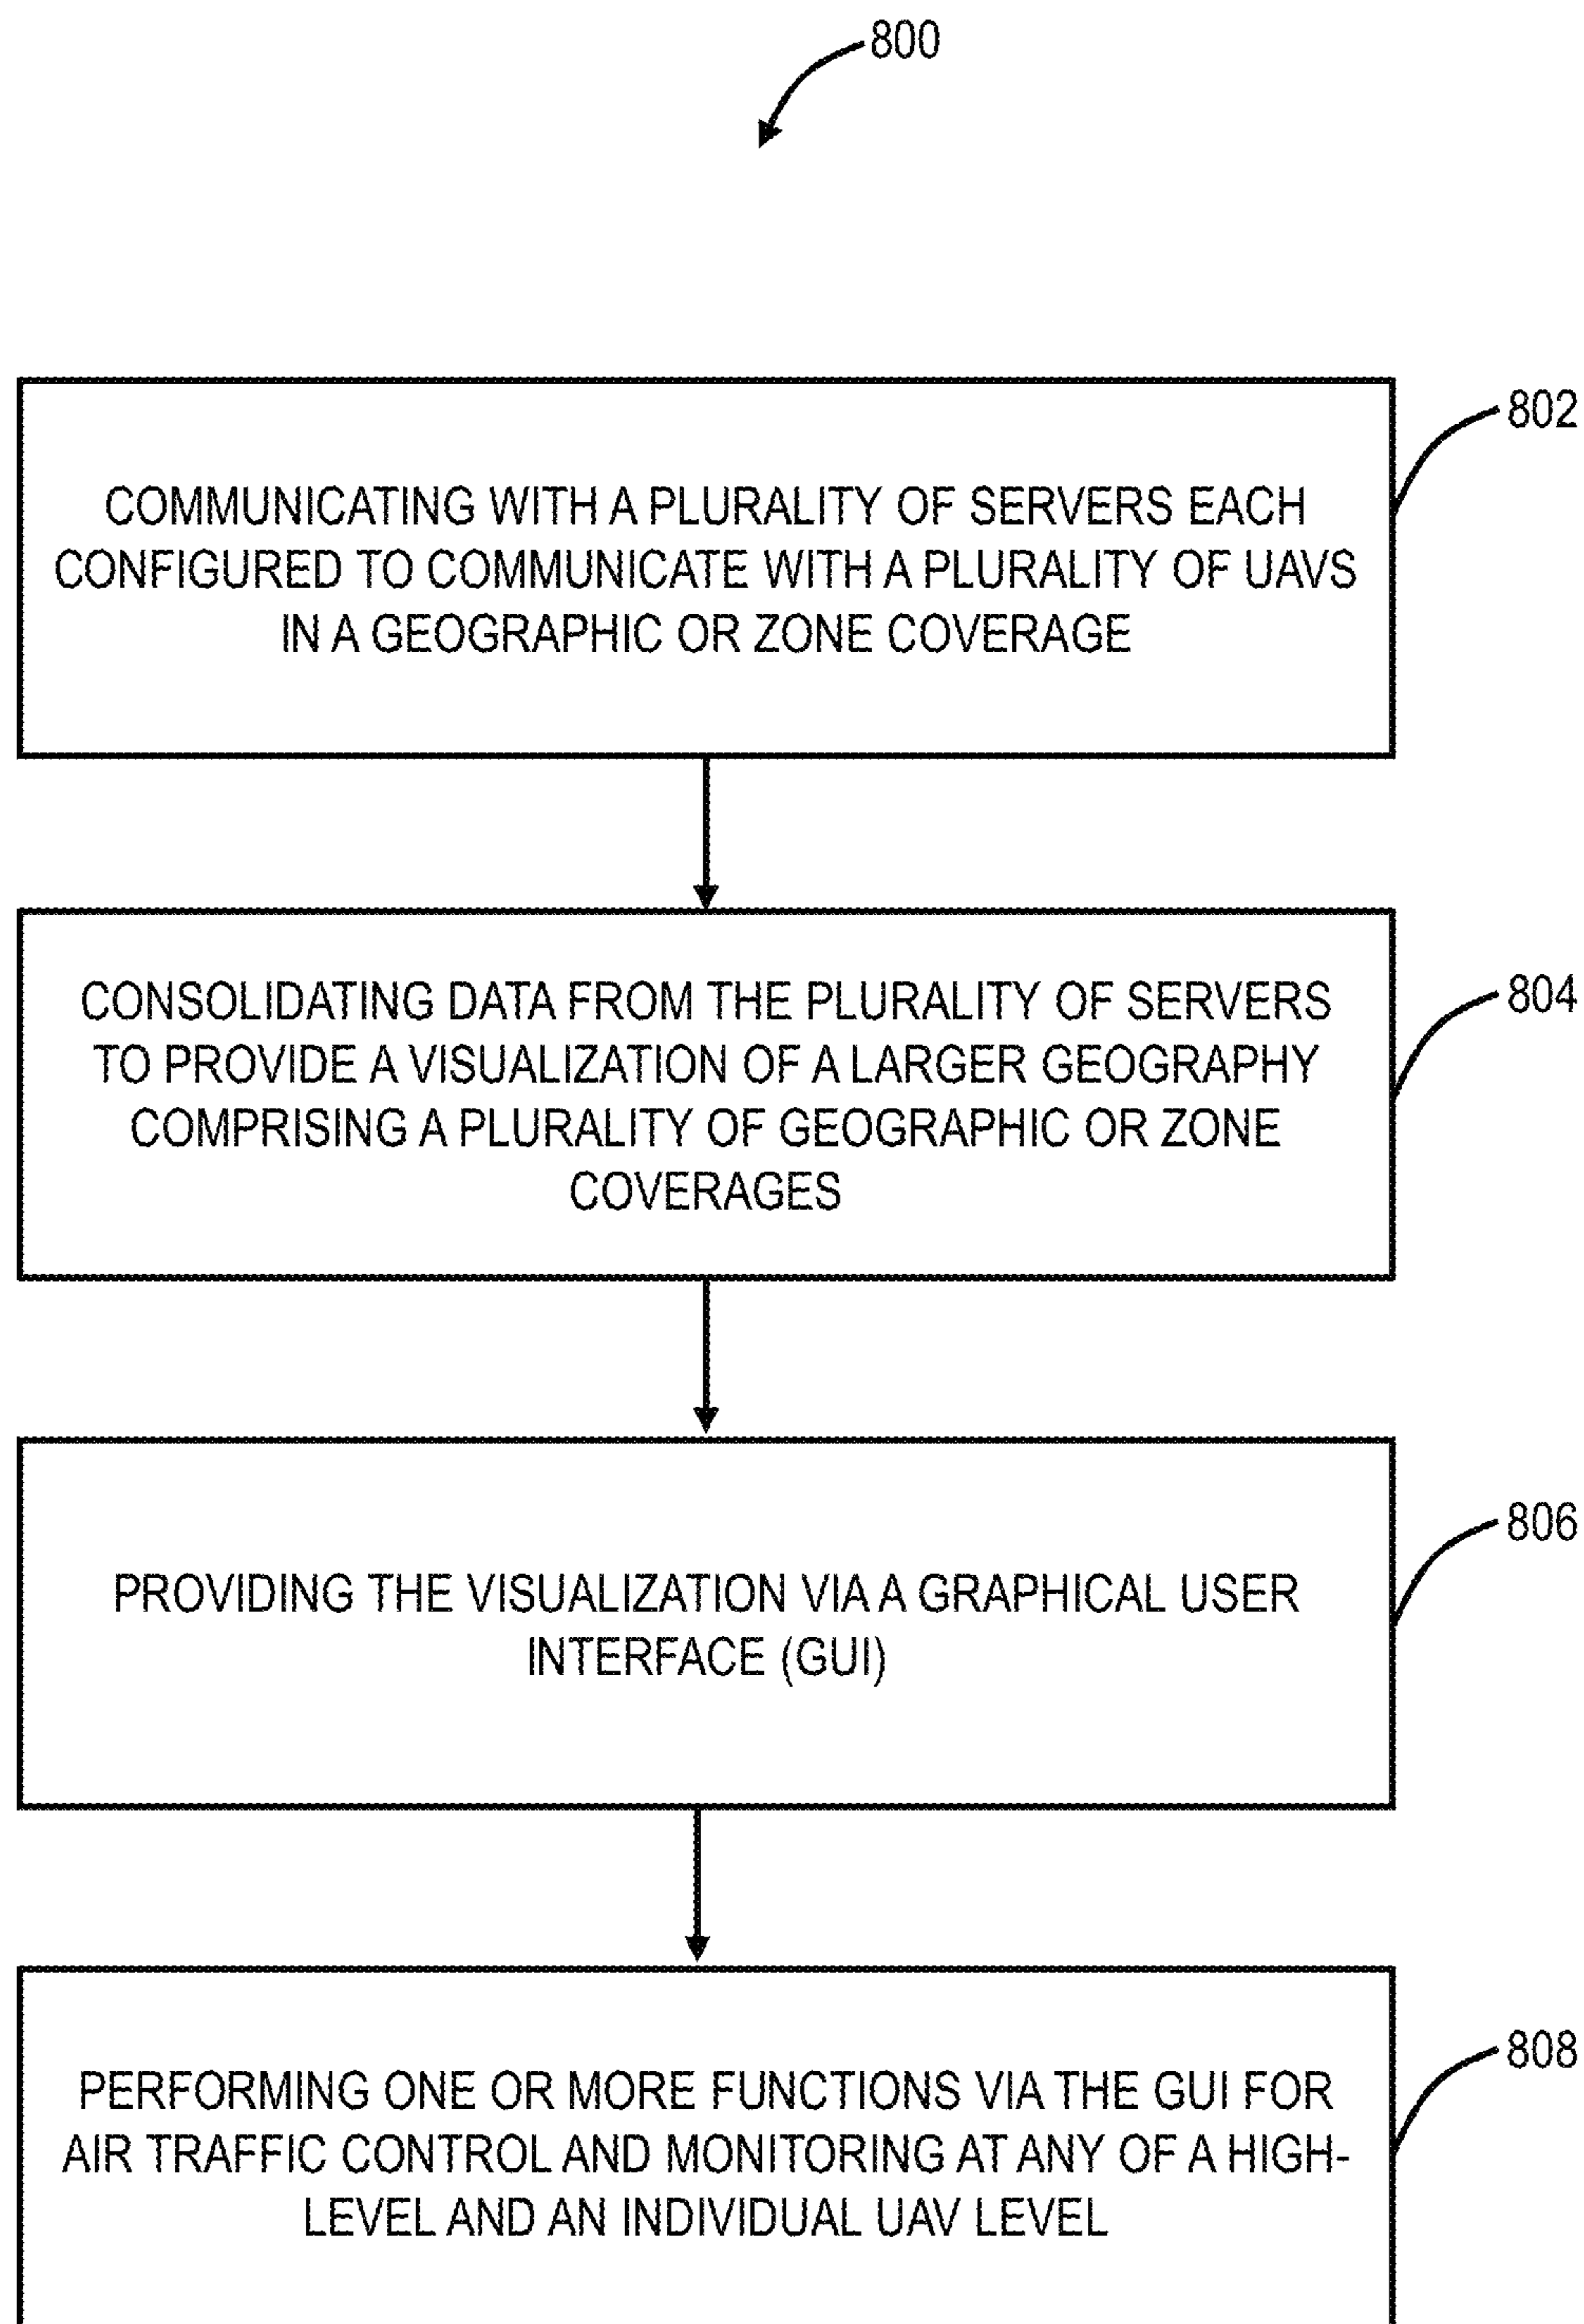 800
802
COMMUNICATING WITH A PLURALITY OF SERVERS EACH
CONFIGURED TO COMMUNICATE WITH A PLURALITY OF UAVS
IN A GEOGRAPHIC OR ZONE COVERAGE
804
CONSOLIDATING DATA FROM THE PLURALITY OF SERVERS
TO PROVIDE A VISUALIZATION OF A LARGER GEOGRAPHY
COMPRISING A PLURALITY OF GEOGRAPHIC OR ZONE
COVERAGES
806
PROVIDING THE VISUALIZATION VIA A GRAPHICAL USER
INTERFACE (GUI)
808
PERFORMING ONE OR MORE FUNCTIONS VIA THE GUI FOR
AIR TRAFFIC CONTROL AND MONITORING AT ANY OF A HIGH-
LEVEL AND AN INDIVIDUAL UAV LEVEL